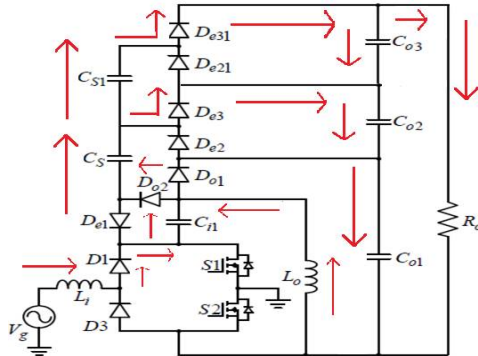 De31
CS1
De21
Co3
De3
Co2
CS
De2
Do2
Do1
De1
Ci1
Ro
D1
S1
Lo
Co1
Li
Vg
D3
S2